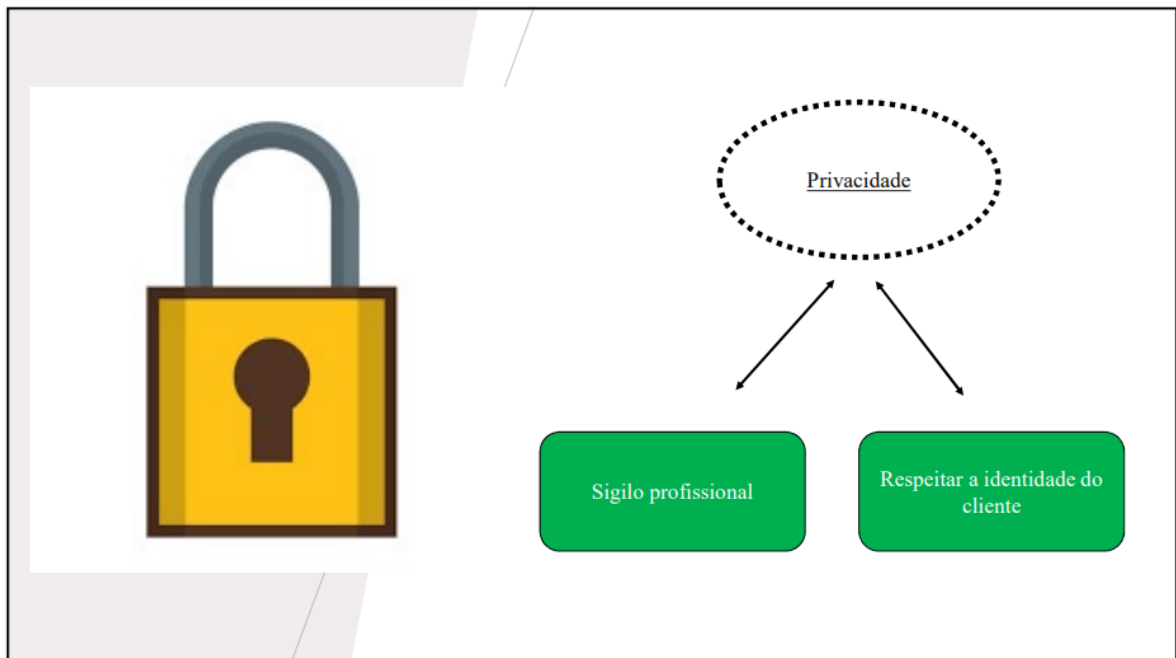 Privacidade
Sigilo profissional
Respeitar a identidade do
cliente